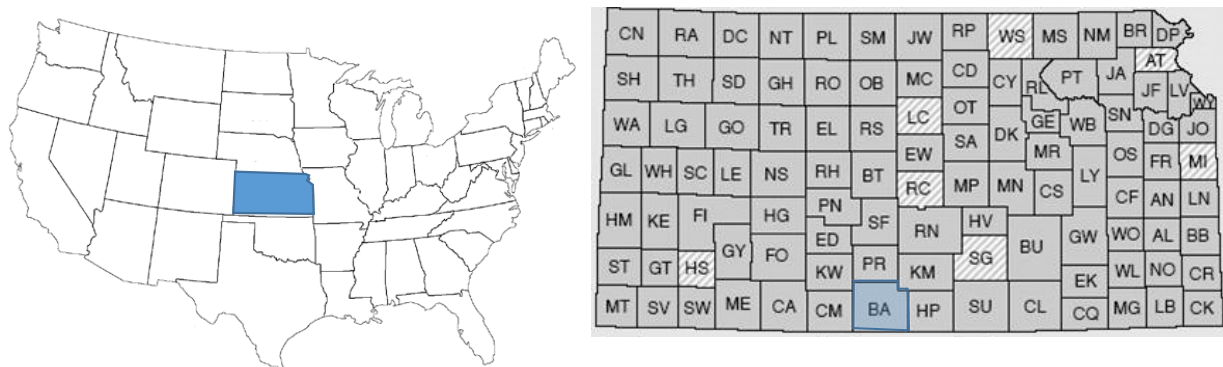 CN RA DC NT PL SM JW RP WS MS NM BR DP
AT
SH TH SD GH RO OB MC CD CY RL PT JA JF LV WY
LC OT
WA LG GO TR EL RS EW SA DK GE WB SN DG JO
GL WH SC LE NS RH BT RC MP MN MR CS LY OS FR MI
HM KE FI HG PN SF RN HV BU GW CF AN LN
ED WO AL BB
ST GT HS GY FO KW PR KM SG EK WL NO CR
MT SV SW ME CA CM BA HP SU CL CQ MG LB CK